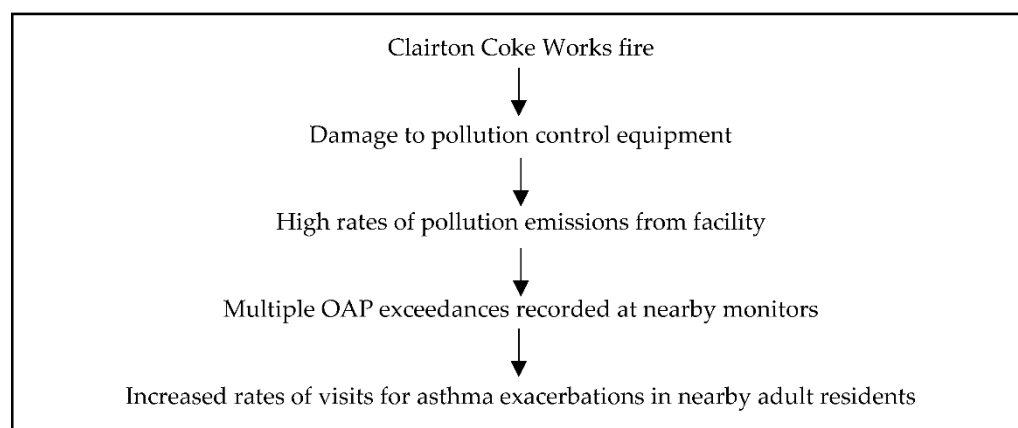 Clairton Coke Works fire
Damage to pollution control equipment
High rates of pollution emissions from facility
Multiple OAP exceedances recorded at nearby monitors
Increased rates of visits for asthma exacerbations in nearby adult residents